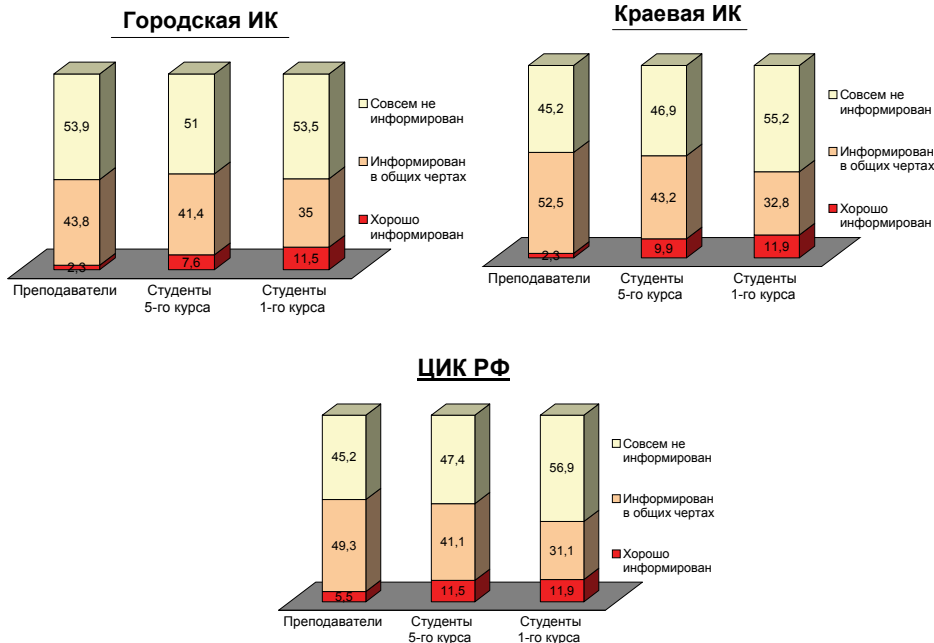 Городская ИК
53,9
51
53,5
43,8
41,4
35
2,3
7,6
11,5
Преподаватели
Студенты
5-го курса
Студенты
1-го курса
Совсем не
информирован
Информирован
в общих чертах
Хорошо
информирован
Краевая ИК
45,2
46,9
55,2
52,5
43,2
32,8
2,3
9,9
11,9
Преподаватели
Студенты
5-го курса
Студенты
1-го курса
Совсем не
информирован
Информирован
в общих чертах
Хорошо
информирован
ЦИК РФ
45,2
47,4
56,9
49,3
41,1
31,1
5,5
11,5
11,9
Преподаватели
Студенты
5-го курса
Студенты
1-го курса
Совсем не
информирован
Информирован
в общих чертах
Хорошо
информирован